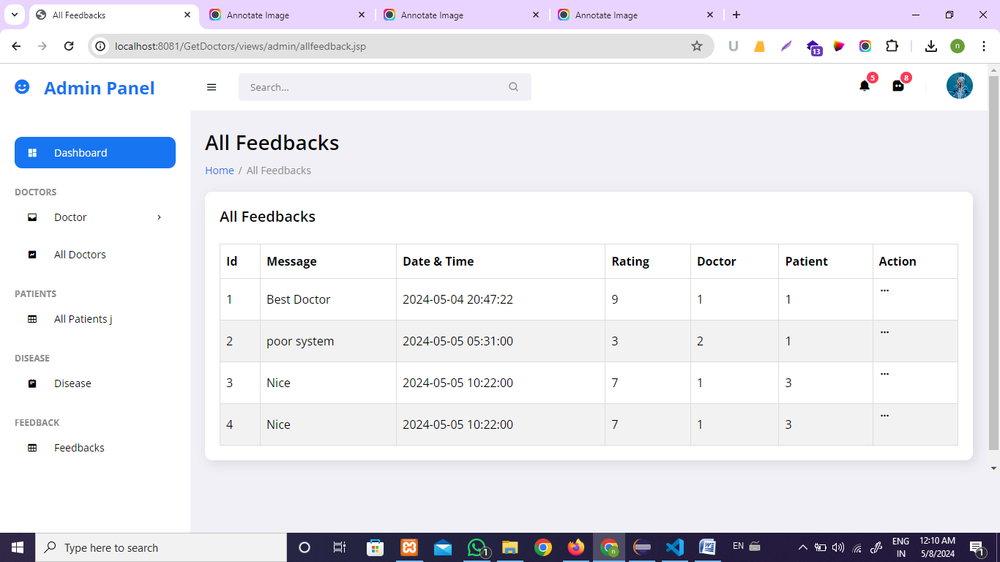 All Feedbacks
Annotate Image
Annotate Image
Annotate Image
localhost:8081/GetDoctors/views/admin/allfeedback.jsp
U
13
n
Admin Panel
Search...
5
8
Dashboard
DOCTORS
Doctor
All Doctors
PATIENTS
All Patients j
DISEASE
Disease
FEEDBACK
Feedbacks
All Feedbacks
Home / All Feedbacks
All Feedbacks
Id Message Date & Time Rating Doctor Patient Action
1 Best Doctor 2024-05-04 20:47:22 9 1 1 ...
2 poor system 2024-05-05 05:31:00 3 2 1 ...
3 Nice 2024-05-05 10:22:00 7 1 3 ...
4 Nice 2024-05-05 10:22:00 7 1 3 ...
Type here to search
1
n
W
EN
ENG
IN
12:10 AM
5/8/2024
1